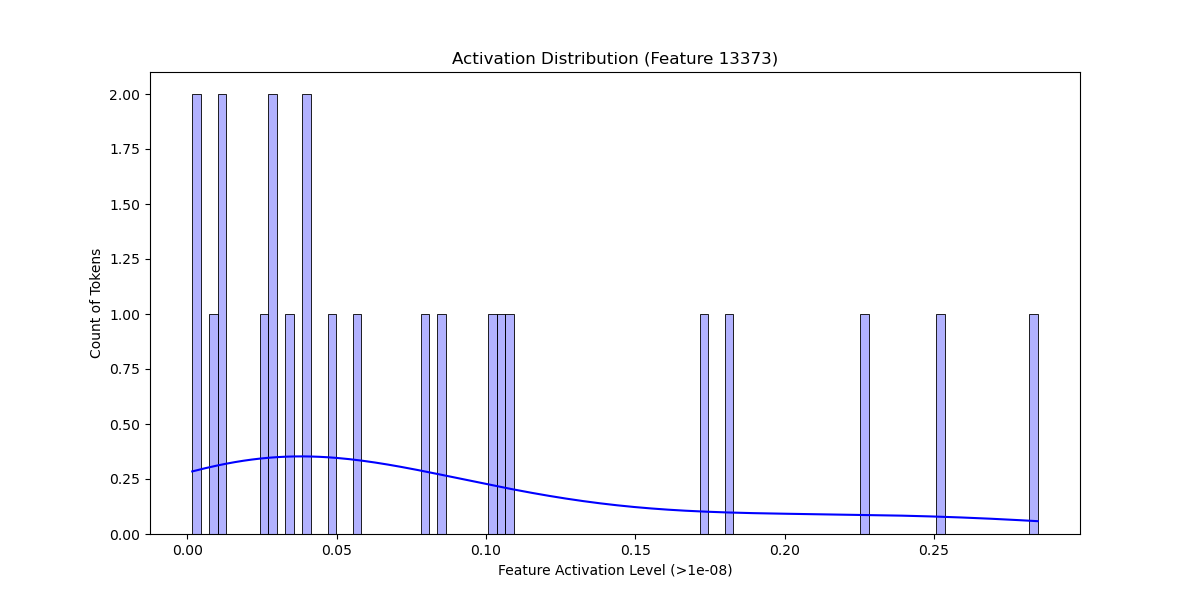 Activation Distribution (Feature 13373)
Count of Tokens
2.00
1.75
1.50
1.25
1.00
0.75
0.50
0.25
0.00
0.00 0.05 0.10 0.15 0.20 0.25
Feature Activation Level (>1e-08)